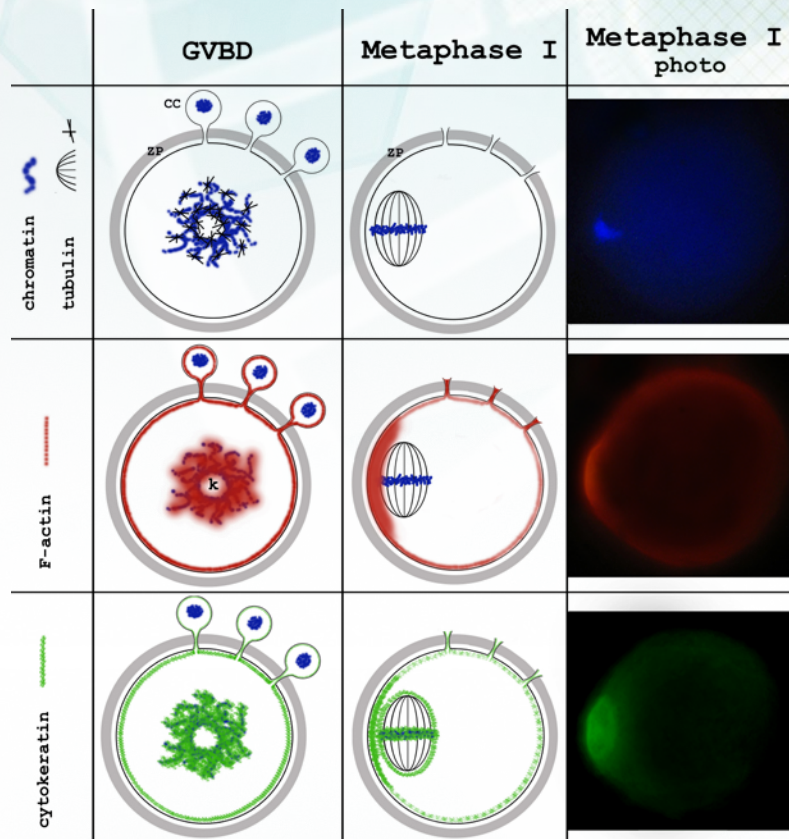 GVBD
Metaphase I
Metaphase I
photo
chromatin
tubulin
CC
ZP
ZP
F-actin
k
cytokeratin